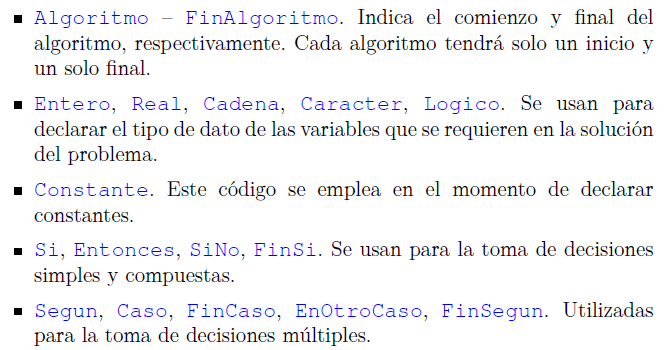 ▪ Algoritmo – FinAlgoritmo. Indica el comienzo y final del
algoritmo, respectivamente. Cada algoritmo tendrá solo un inicio y
un solo final.
▪ Entero, Real, Cadena, Caracter, Logico. Se usan para
declarar el tipo de dato de las variables que se requieren en la solución
del problema.
▪ Constante. Este código se emplea en el momento de declarar
constantes.
▪ Si, Entonces, SiNo, FinSi. Se usan para la toma de decisiones
simples y compuestas.
▪ Segun, Caso, FinCaso, EnOtroCaso, FinSegun. Utilizadas
para la toma de decisiones múltiples.